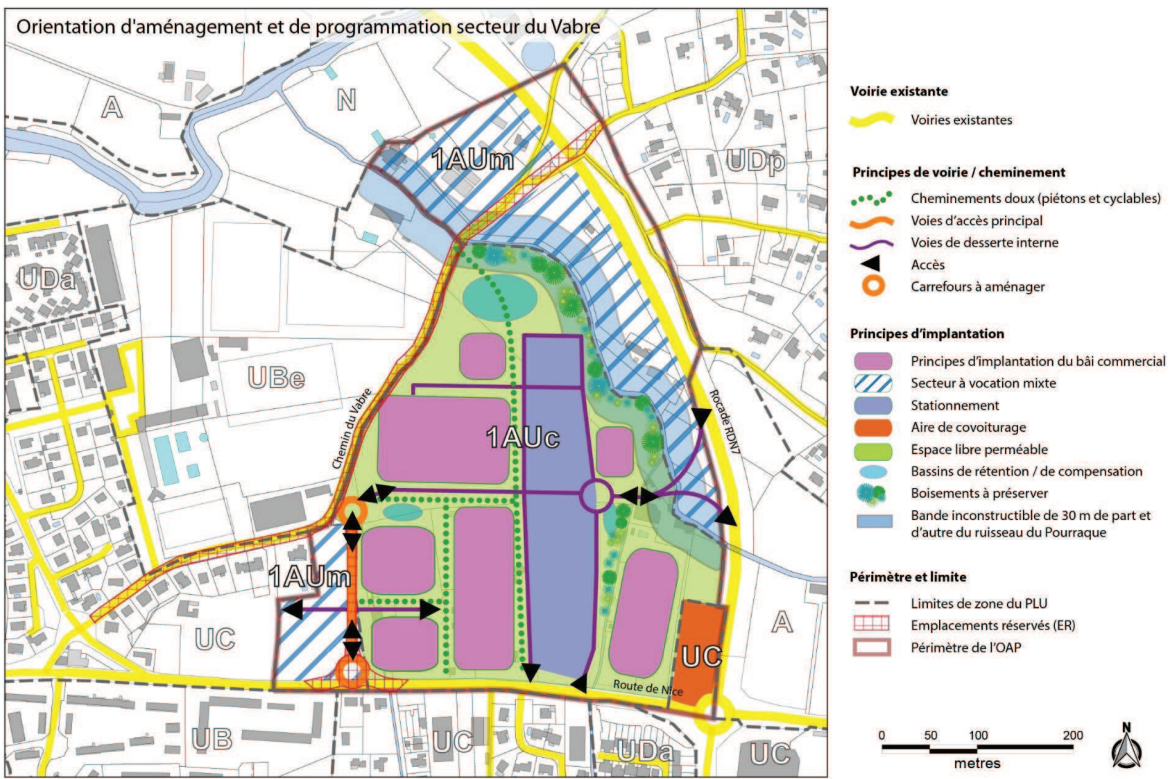 Orientation d'aménagement et de programmation secteur du Vabre
A
N
1AUm
UDp
UDa
UBe
Chemin du Vabre
1AUc
Rocade RDN7
1AUm
UC
A
UC
Route de Nice
UB
UC
UDa
UC
Voirie existante
Voiries existantes
Principes de voirie / cheminement
Cheminements doux (piétons et cyclables)
Voies d'accès principal
Voies de desserte interne
Accès
Carrefours à aménager
Principes d'implantation
Principes d'implantation du bâi commercial
Secteur à vocation mixte
Stationnement
Aire de covoiturage
Espace libre perméable
Bassins de rétention / de compensation
Boisements à préserver
Bande inconstructible de 30 m de part et
d'autre du ruisseau du Pourraque
Périmètre et limite
Limites de zone du PLU
Emplacements réservés (ER)
Périmètre de l'OAP
0 50 100 200
metres
N